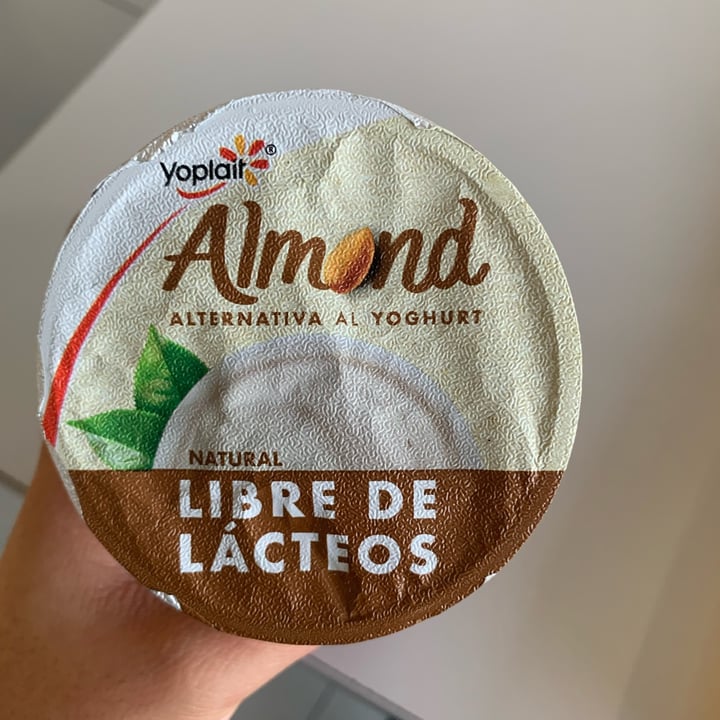 Yoplait®
Almond
ALTERNATIVA AL YOGHURT
NATURAL
LIBRE DE
LÁCTEOS